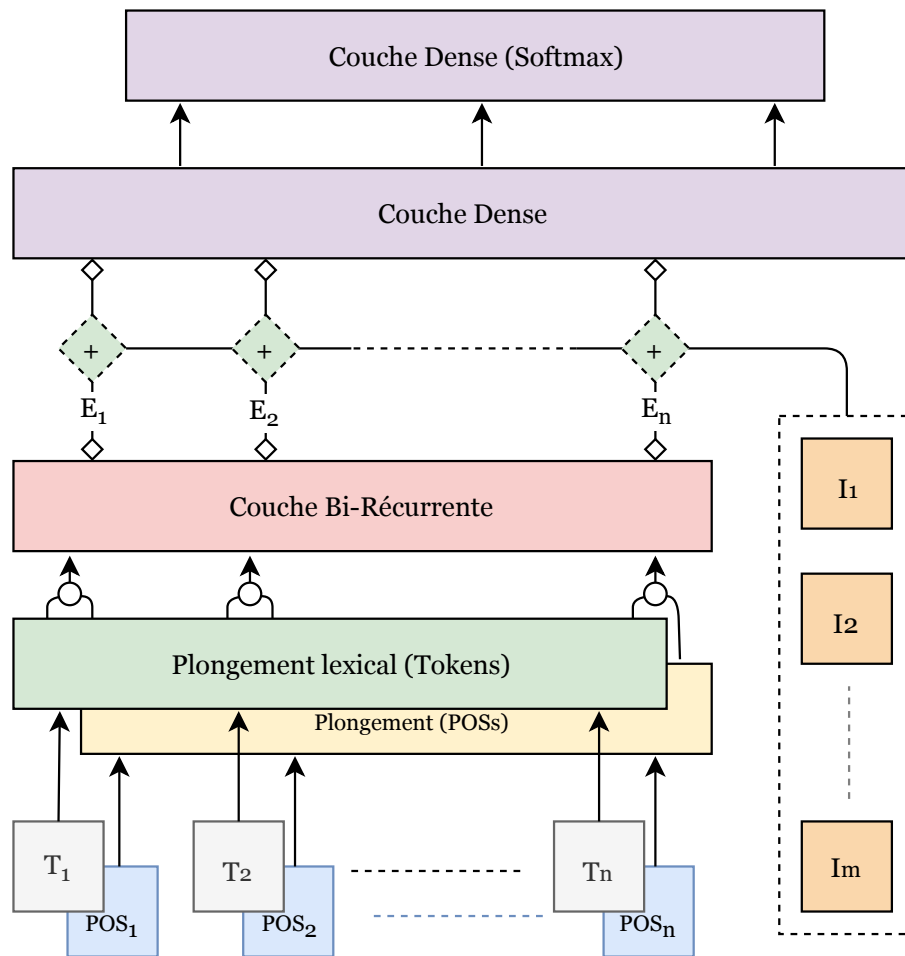 Couche Dense (Softmax)
Couche Dense
+ + +
E1 E2 En
Couche Bi-Récurrente
I1
I2
Plongement lexical (Tokens)
Plongement (POSs)
T1 T2 Tn Im
POS1 POS2 POSn